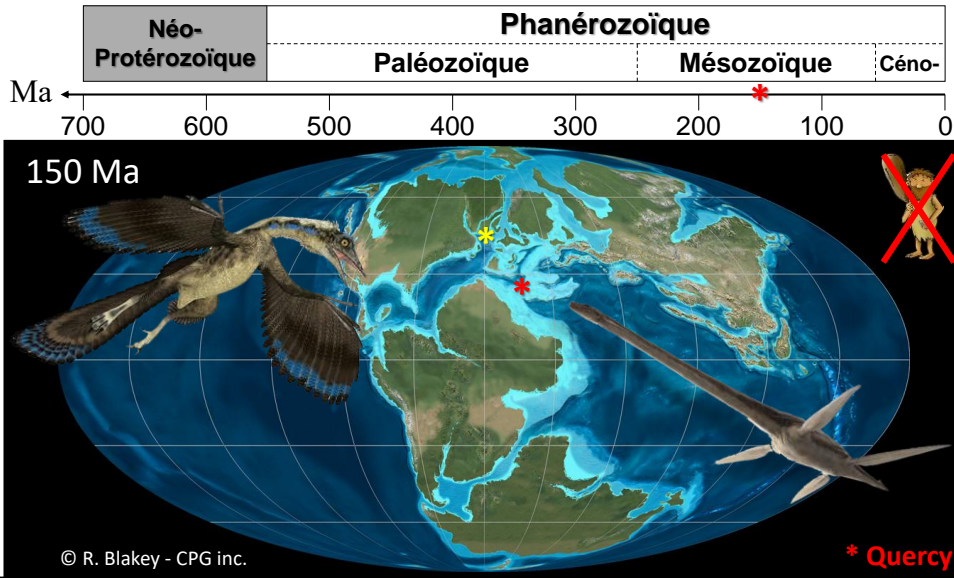 Néo-
Protérozoïque
Phanérozoïque
Paléozoïque
Mésozoïque
Céno-
Ma
*
700
600
500
400
300
200
100
0
150 Ma
*
*
© R. Blakey - CPG inc.
* Quercy